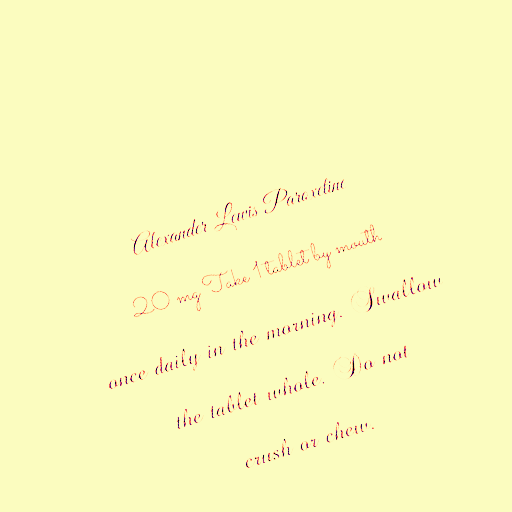 Alexander Lewis Paroxetine
20 mg Take 1 tablet by mouth
once daily in the morning. Swallow
the tablet whole. Do not
crush or chew.